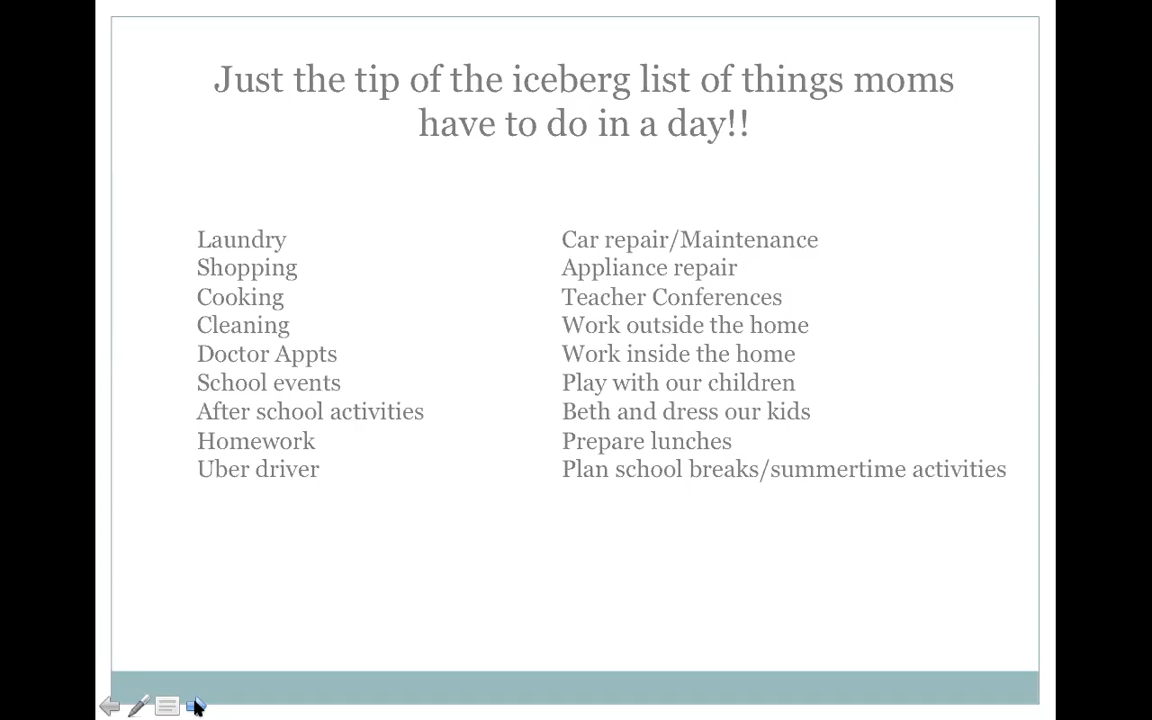 Just the tip of the iceberg list of things moms
have to do in a day!!
Laundry
Shopping
Cooking
Cleaning
Doctor Appts
School events
After school activities
Homework
Uber driver
Car repair/Maintenance
Appliance repair
Teacher Conferences
Work outside the home
Work inside the home
Play with our children
Beth and dress our kids
Prepare lunches
Plan school breaks/summertime activities